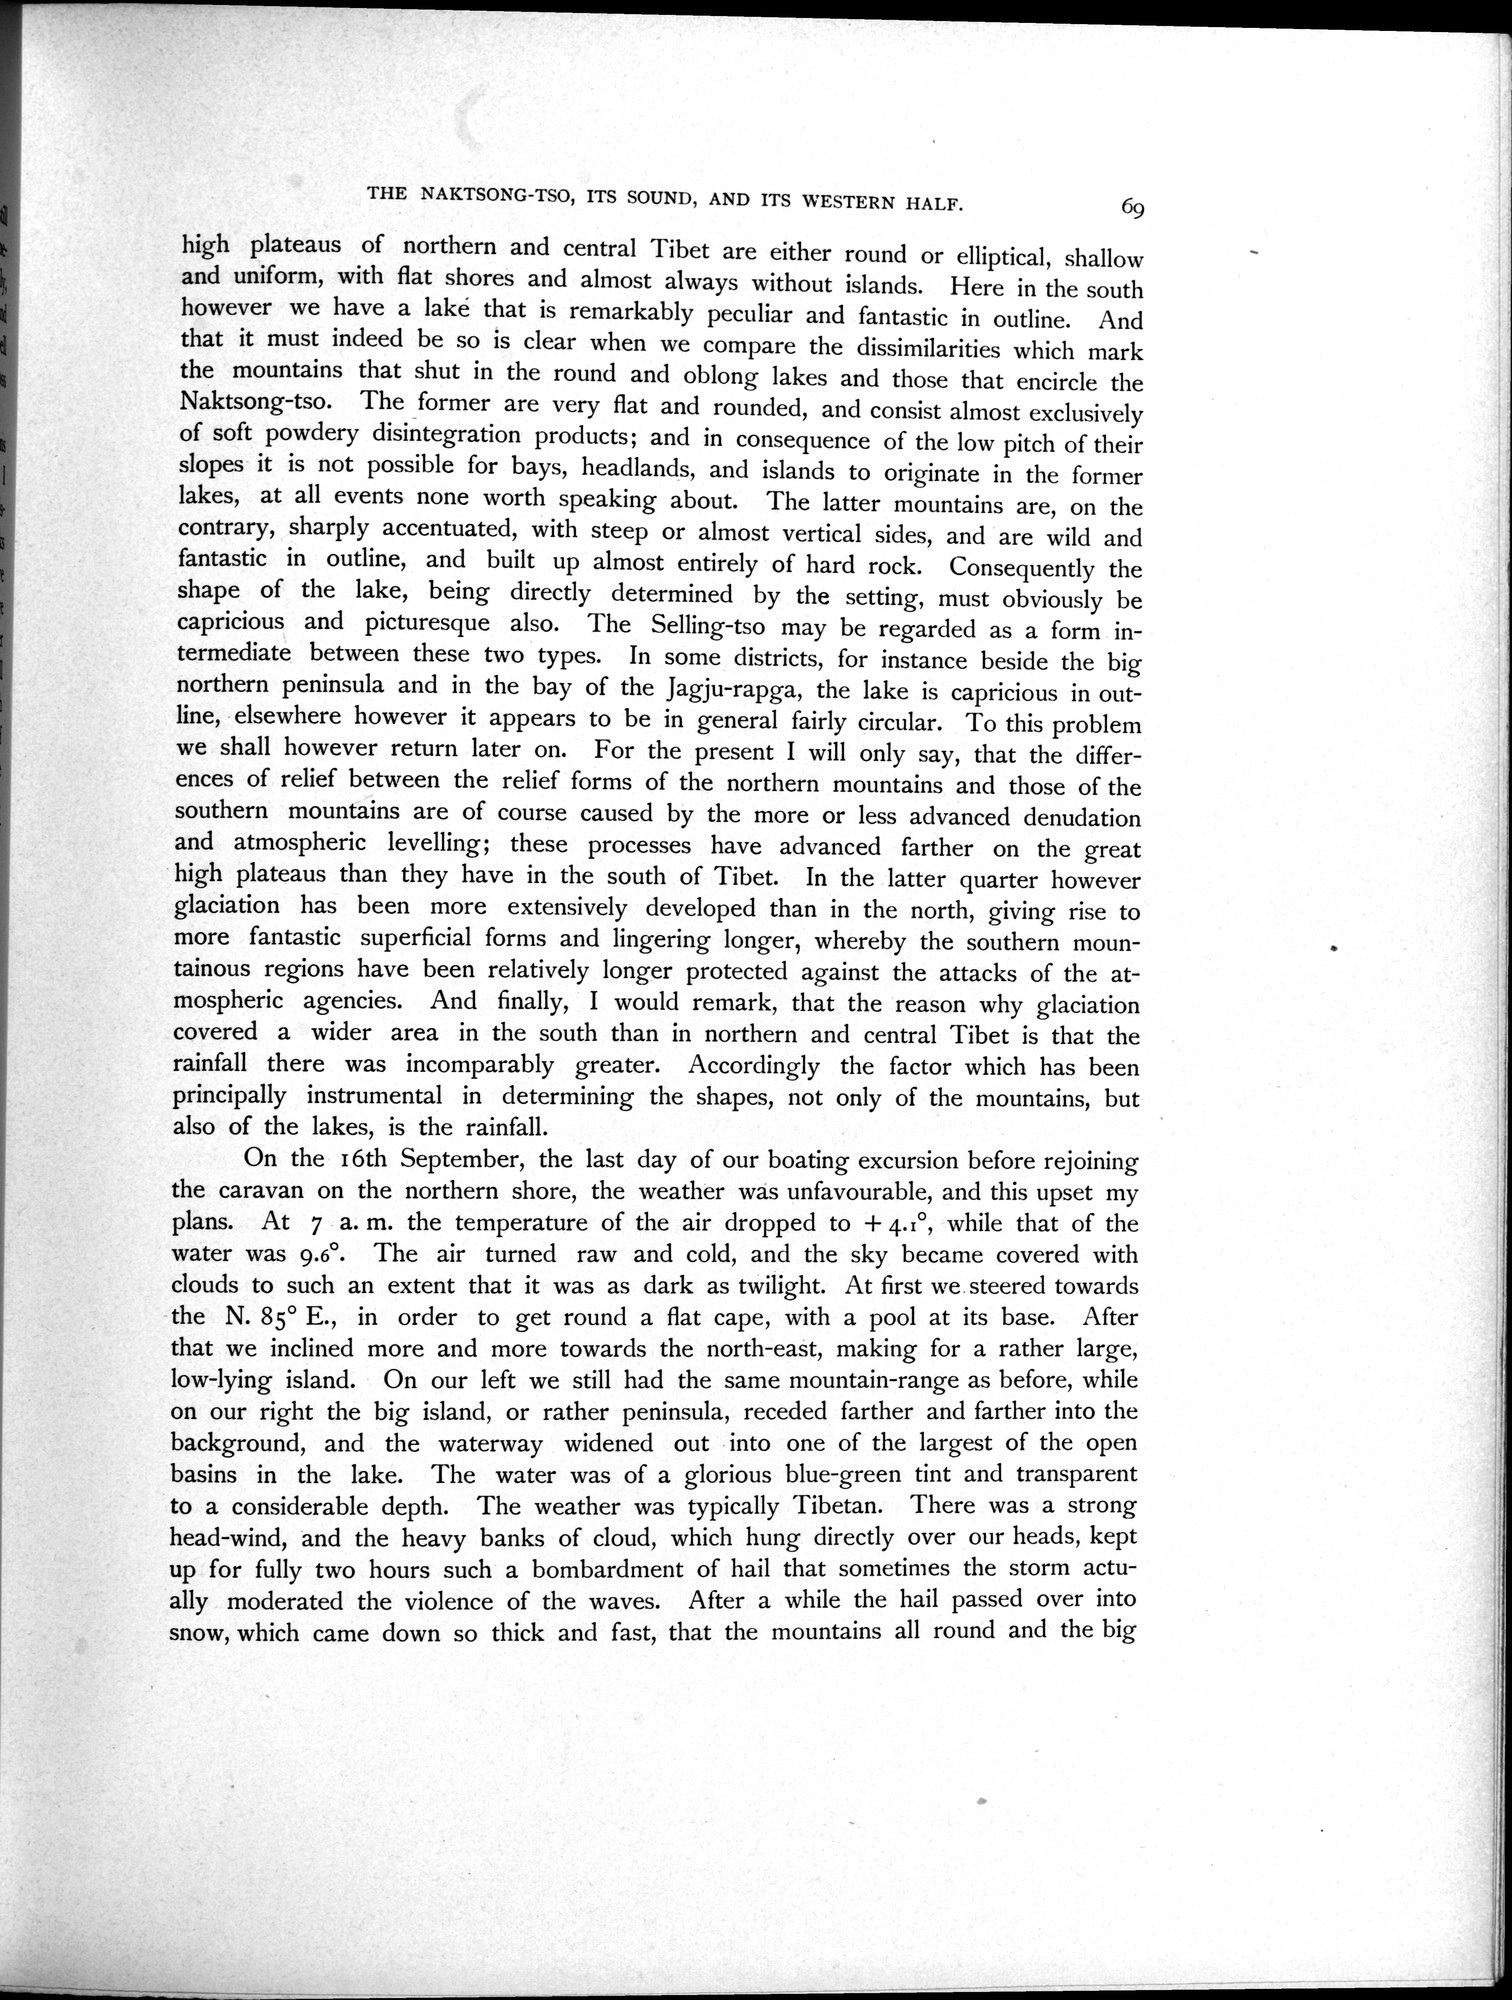 THE NAKTSONG-TSO, ITS SOUND, AND ITS WESTERN HALF. 69
high plateaus of northern and central Tibet are either round or elliptical, shallow
and uniform, with flat shores and almost always without islands. Here in the south
however we have a lake that is remarkably peculiar and fantastic in outline. And
that it must indeed be so is clear when we compare the dissimilarities which mark
the mountains that shut in the round and oblong lakes and those that encircle the
Naktsong-tso. The former are very flat and rounded, and consist almost exclusively
of soft powdery disintegration products; and in consequence of the low pitch of their
slopes it is not possible for bays, headlands, and islands to originate in the former
lakes, at all events none worth speaking about. The latter mountains are, on the
contrary, sharply accentuated, with steep or almost vertical sides, and are wild and
fantastic in outline, and built up almost entirely of hard rock. Consequently the
shape of the lake, being directly determined by the setting, must obviously be
capricious and picturesque also. The Selling-tso may be regarded as a form in-
termediate between these two types. In some districts, for instance beside the big
northern peninsula and in the bay of the Jagju-rapga, the lake is capricious in out-
line, elsewhere however it appears to be in general fairly circular. To this problem
we shall however return later on. For the present I will only say, that the differ-
ences of relief between the relief forms of the northern mountains and those of the
southern mountains are of course caused by the more or less advanced denudation
and atmospheric levelling; these processes have advanced farther on the great
high plateaus than they have in the south of Tibet. In the latter quarter however
glaciation has been more extensively developed than in the north, giving rise to
more fantastic superficial forms and lingering longer, whereby the southern moun-
tainous regions have been relatively longer protected against the attacks of the at-
mospheric agencies. And finally, I would remark, that the reason why glaciation
covered a wider area in the south than in northern and central Tibet is that the
rainfall there was incomparably greater. Accordingly the factor which has been
principally instrumental in determining the shapes, not only of the mountains, but
also of the lakes, is the rainfall.
On the 16th September, the last day of our boating excursion before rejoining
the caravan on the northern shore, the weather was unfavourable, and this upset my
plans. At 7 a. m. the temperature of the air dropped to + 4.1°, while that of the
water was 9.6°. The air turned raw and cold, and the sky became covered with
clouds to such an extent that it was as dark as twilight. At first we steered towards
the N. 85° E., in order to get round a flat cape, with a pool at its base. After
that we inclined more and more towards the north-east, making for a rather large,
low-lying island. On our left we still had the same mountain-range as before, while
on our right the big island, or rather peninsula, receded farther and farther into the
background, and the waterway widened out into one of the largest of the open
basins in the lake. The water was of a glorious blue-green tint and transparent
to a considerable depth. The weather was typically Tibetan. There was a strong
head-wind, and the heavy banks of cloud, which hung directly over our heads, kept
up for fully two hours such a bombardment of hail that sometimes the storm actu-
ally moderated the violence of the waves. After a while the hail passed over into
snow, which came down so thick and fast, that the mountains all round and the big